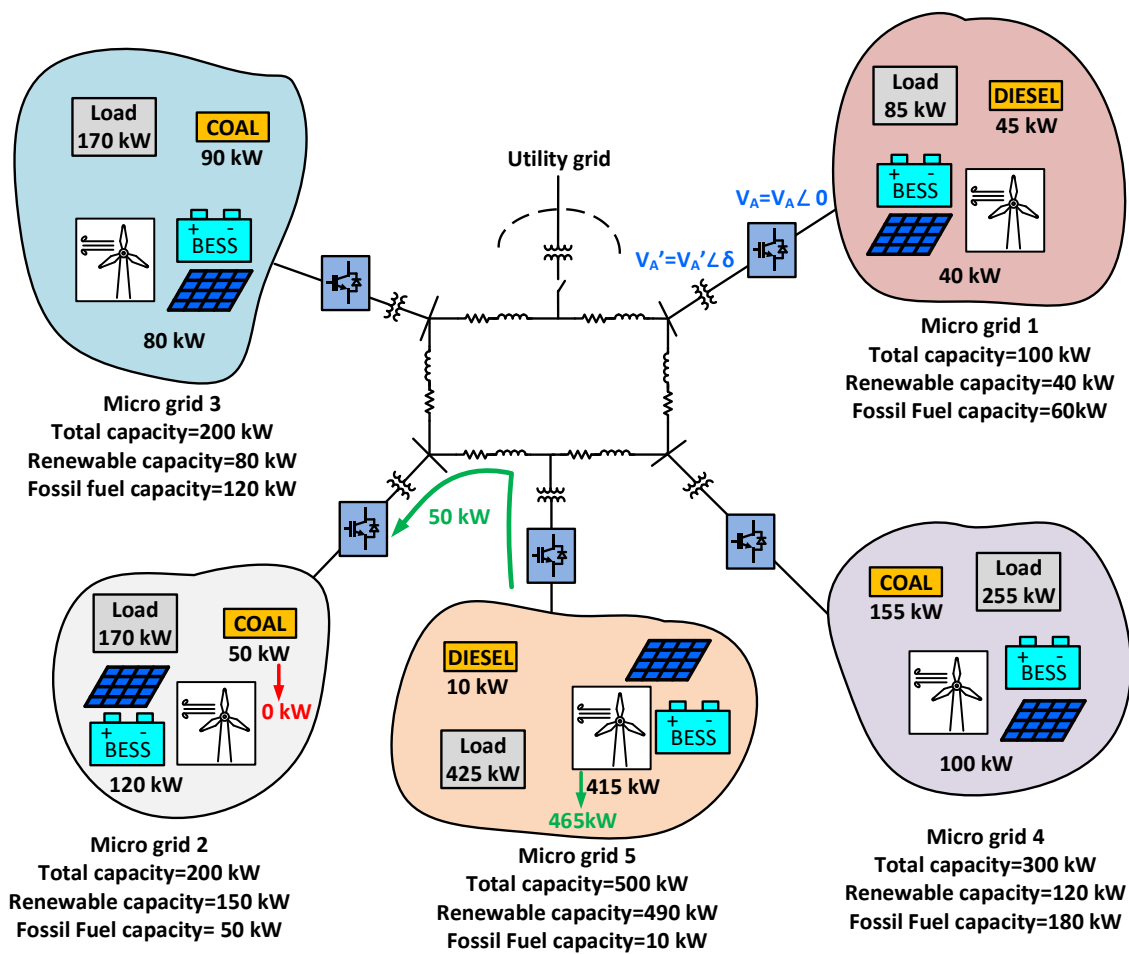 Load
170 kW
COAL
90 kW
+ -
BESS
80 kW
Micro grid 3
Total capacity=200 kW
Renewable capacity=80 kW
Fossil fuel capacity=120 kW
Utility grid
V_A=V_A∠ 0
V_A'=V_A'∠δ
Load
85 kW
DIESEL
45 kW
+ -
BESS
40 kW
Micro grid 1
Total capacity=100 kW
Renewable capacity=40 kW
Fossil Fuel capacity=60kW
50 kW
Load
170 kW
COAL
50 kW
0 kW
+ -
BESS
120 kW
Micro grid 2
Total capacity=200 kW
Renewable capacity=150 kW
Fossil Fuel capacity= 50 kW
DIESEL
10 kW
Load
425 kW
+ -
BESS
415 kW
465kW
Micro grid 5
Total capacity=500 kW
Renewable capacity=490 kW
Fossil Fuel capacity=10 kW
COAL
155 kW
Load
255 kW
+ -
BESS
100 kW
Micro grid 4
Total capacity=300 kW
Renewable capacity=120 kW
Fossil Fuel capacity=180 kW